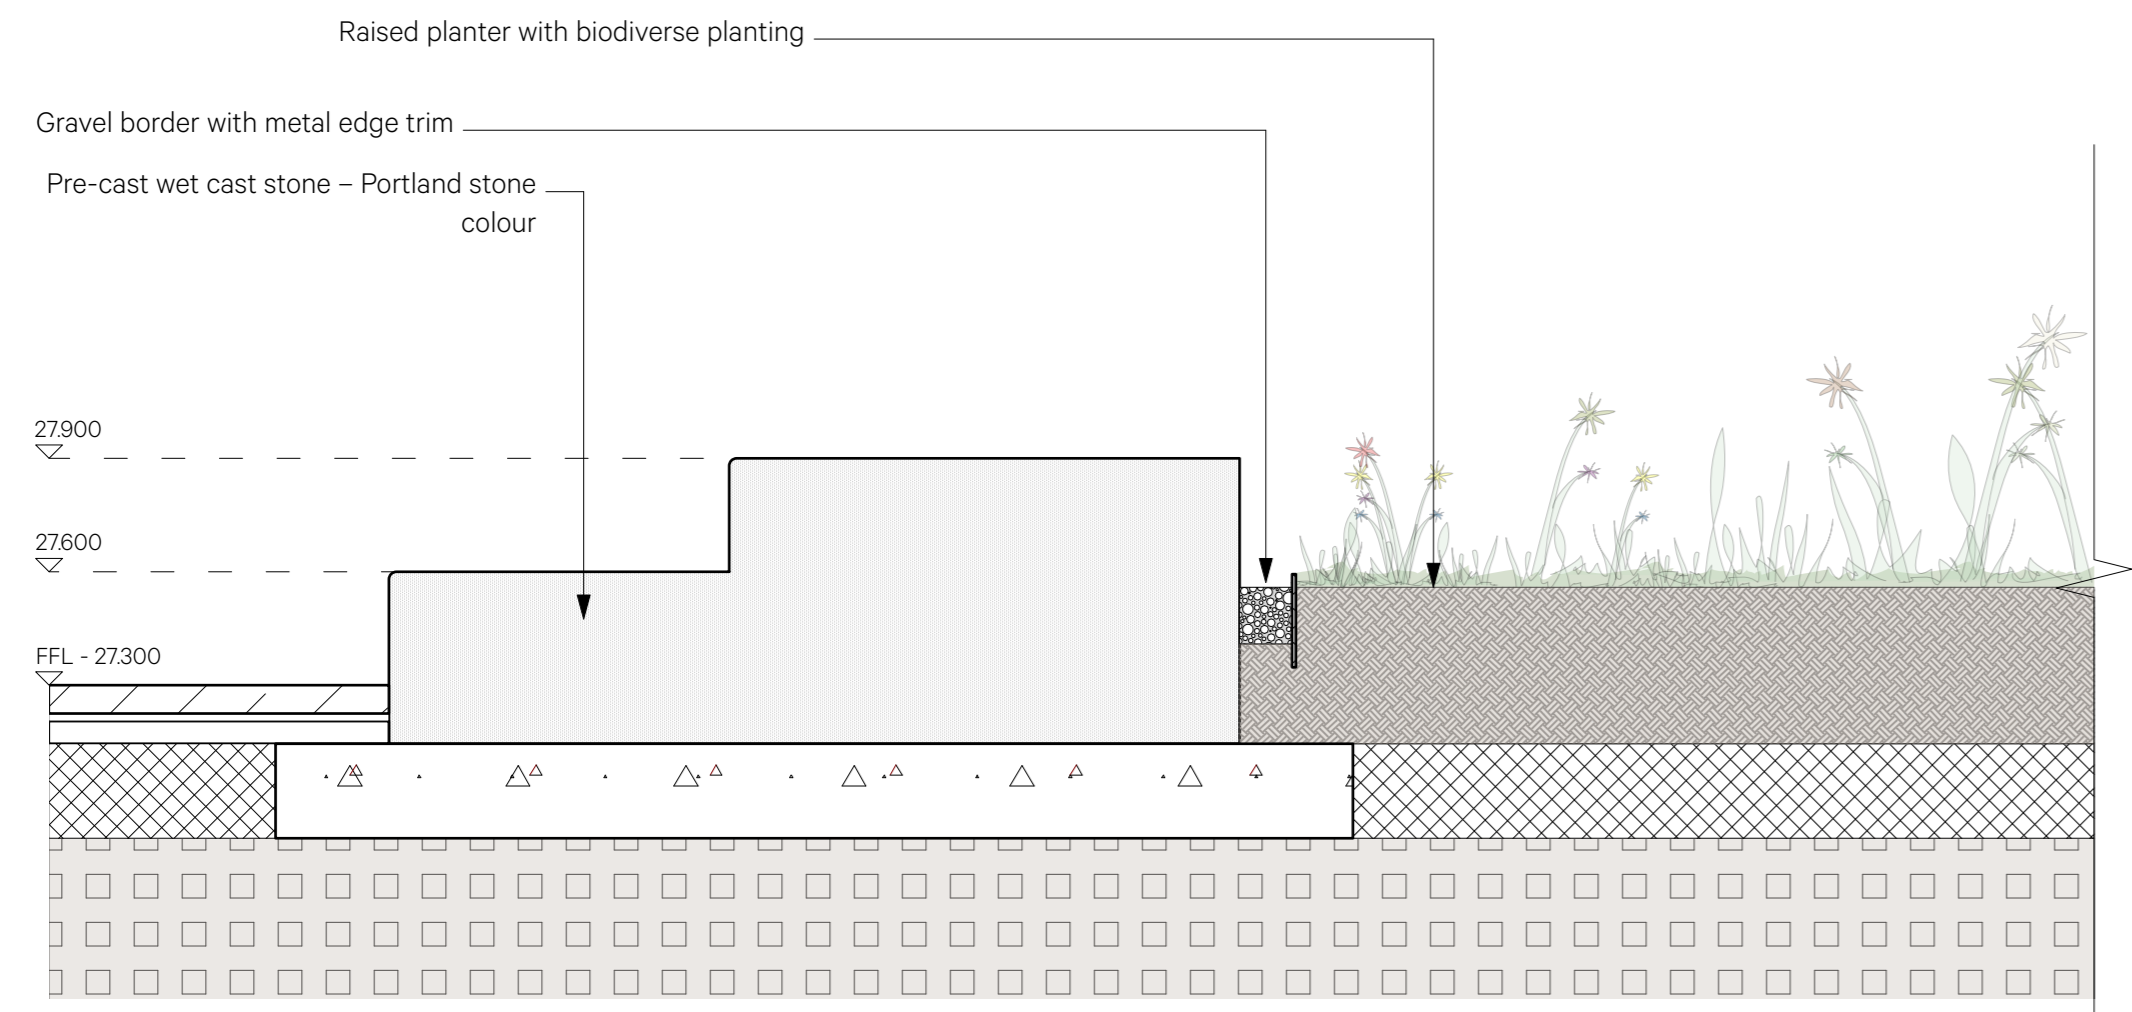 Raised planter with biodiverse planting
Gravel border with metal edge trim
Pre-cast wet cast stone – Portland stone
colour
27.900
27.600
FFL - 27.300